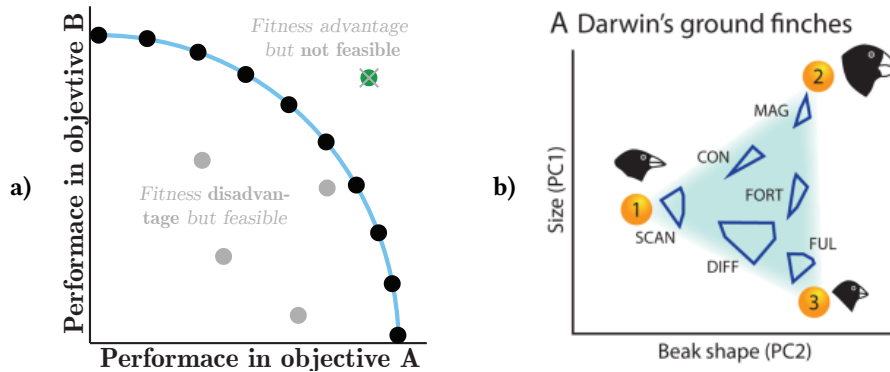 a)
Performace in objevtive B
Fitness advantage
but not feasible
Fitness disadvan-
tage but feasible
Performace in objective A
b)
A Darwin's ground finches
Size (PC1)
2
MAG
CON
1
FORT
SCAN
DIFF
FUL
3
Beak shape (PC2)